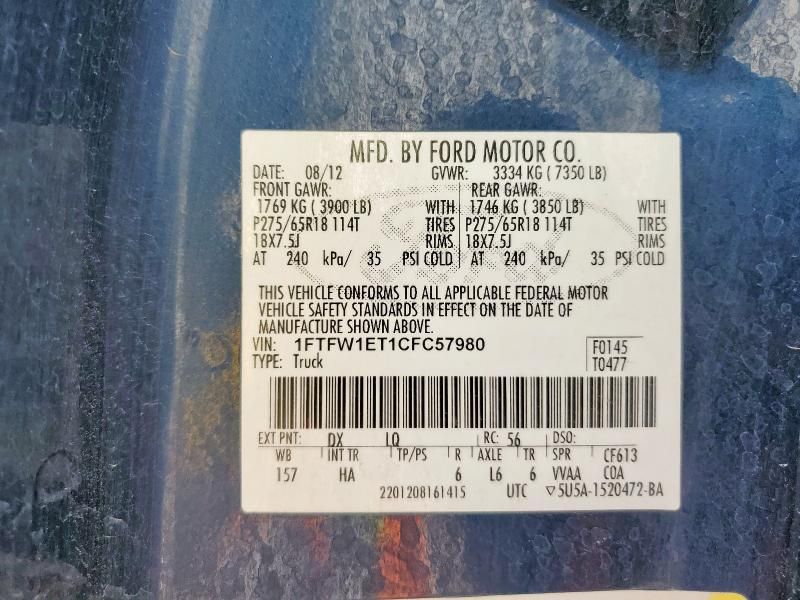 MFD. BY FORD MOTOR CO.
DATE: 08/12 GVWR: 3334 KG ( 7350 LB)
FRONT GAWR: REAR GAWR:
1769 KG ( 3900 LB) WITH 1746 KG ( 3850 LB) WITH
P275/65R18 114T TIRES P275/65R18 114T TIRES
18X7.5J RIMS 18X7.5J RIMS
AT 240 kPa/ 35 PSI COLD AT 240 kPa/ 35 PSI COLD
Ford
THIS VEHICLE CONFORMS TO ALL APPLICABLE FEDERAL MOTOR
VEHICLE SAFETY STANDARDS IN EFFECT ON THE DATE OF
MANUFACTURE SHOWN ABOVE.
VIN: 1FTFW1ET1CFC57980 F0145
TYPE: Truck T0477
EXT PNT: DX LQ RC: 56 DSO:
WB INT TR TP/PS R AXLE TR SPR CF613
157 HA 6 L6 6 VVAA COA
2201208161415 UTC ▽5U5A-1520472-BA